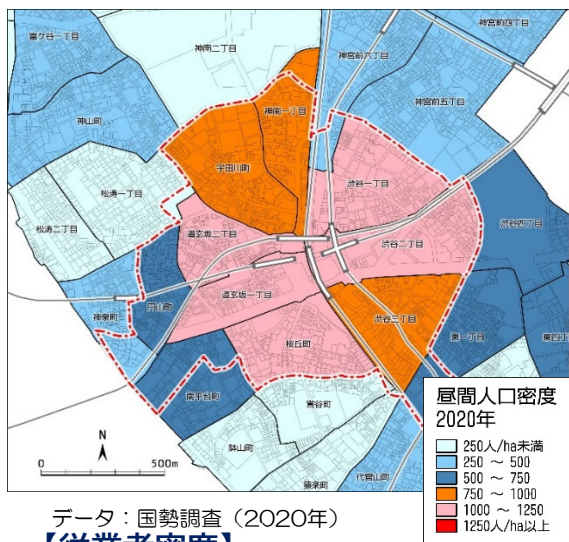 神宮前四丁目
富ケ谷一丁目
神南二丁目
神宮前六丁目
神宮前五丁目
神南一丁目
神山町
宇田川町
松濤一丁目
渋谷一丁目
松濤二丁目
渋谷四丁目
道玄坂二丁目
渋谷二丁目
円山町
道玄坂一丁目
神泉町
渋谷三丁目
東一丁目
東四丁目
桜丘町
南平台町
鶯谷町
鉢山町
猿楽町
代官山町
N
0 500m
昼間人口密度
2020年
250人/ha未満
250 ～ 500
500 ～ 750
750 ～ 1000
1000 ～ 1250
1250人/ha以上
データ：国勢調査（2020年）
【従業者密度】